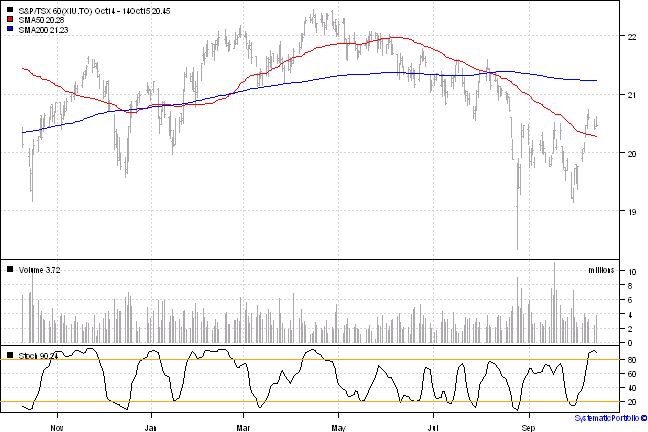 S&P/TSX 60(XIU.TO) Oct14 - 14Oct15 20.45
SMA50 20.28
SMA200 21.23
22
21
20
19
Volume 3.72
millions
10
8
6
4
2
0
Stoch 90.24
80
60
40
20
Nov Jan Mar May Jul Sep
SystematicPortfolio ©